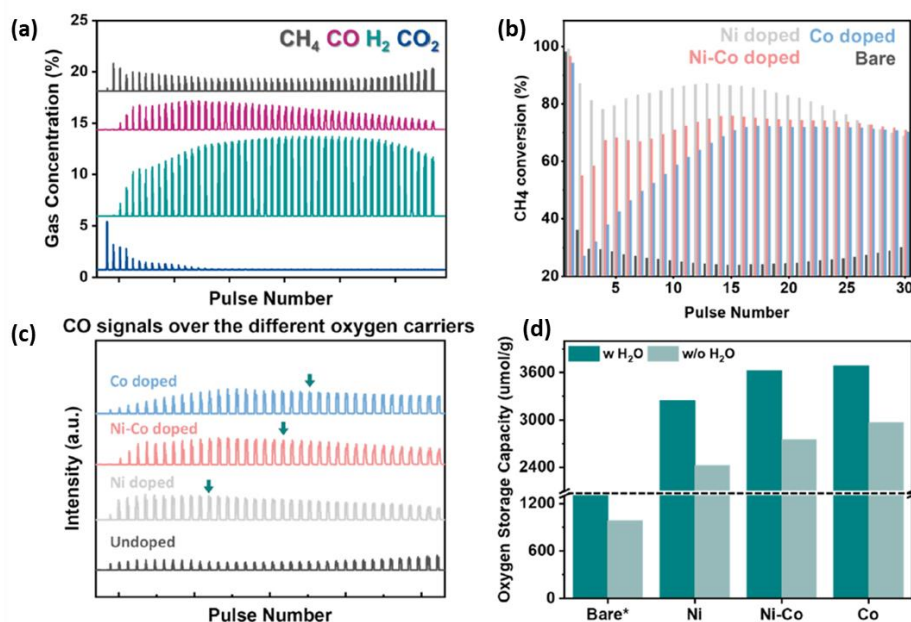 (a)
CH₄ CO H₂ CO₂
25
20
15
10
5
0
Gas Concentration (%)
Pulse Number
(b)
Ni doped Co doped
Ni-Co doped Bare
100
80
60
40
20
CH₄ conversion (%)
5 10 15 20 25 30
Pulse Number
(c)
CO signals over the different oxygen carriers
Co doped
Ni-Co doped
Ni doped
Undoped
Intensity (a.u.)
Pulse Number
(d)
w H₂O w/o H₂O
3600
3000
2400
1200
600
0
Oxygen Storage Capacity (umol/g)
Bare* Ni Ni-Co Co